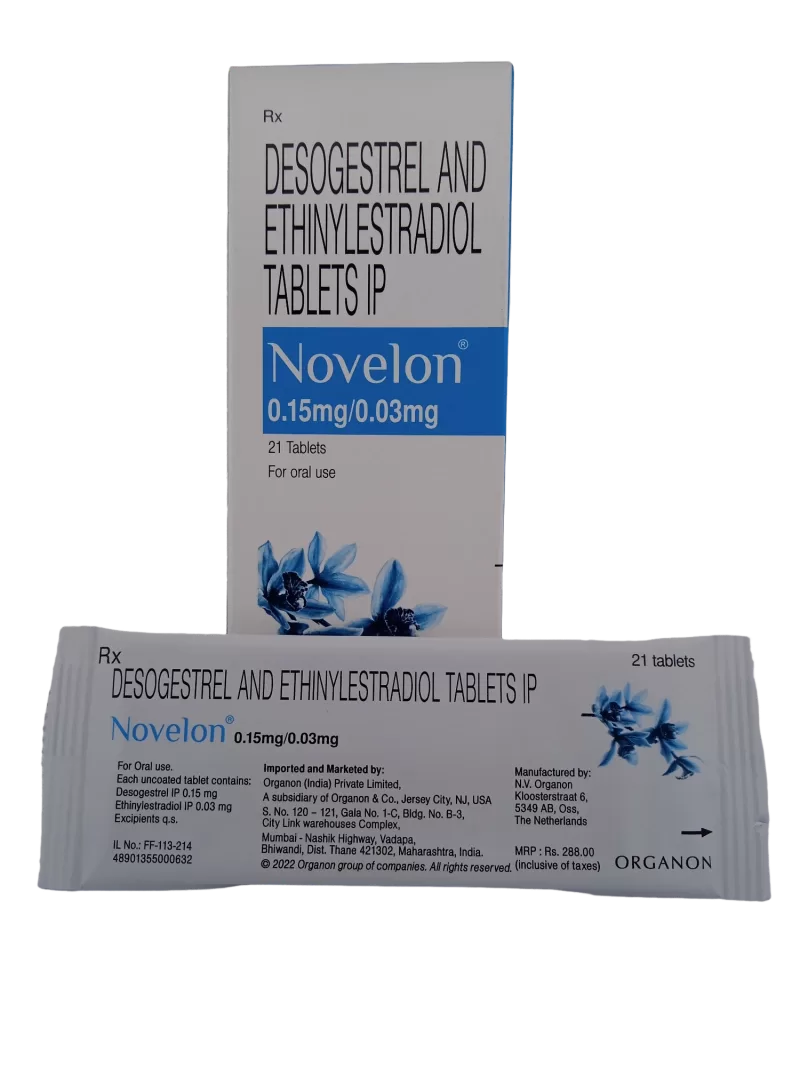 Rx
DESOGESTREL AND
ETHINYLESTRADIOL
TABLETS IP
Novelon®
0.15mg/0.03mg
21 Tablets
For oral use
Rx
21 tablets
DESOGESTREL AND ETHINYLESTRADIOL TABLETS IP
Novelon® 0.15mg/0.03mg
For Oral use.
Each uncoated tablet contains:
Desogestrel IP 0.15 mg
Ethinylestradiol IP 0.03 mg
Excipients q.s.
IL No.: FF-113-214
48901355000632
Imported and Marketed by:
Organon (India) Private Limited,
A subsidiary of Organon & Co., Jersey City, NJ, USA
S. No. 120 – 121, Gala No. 1-C, Bldg. No. B-3,
City Link warehouses Complex,
Mumbai - Nashik Highway, Vadapa,
Bhiwandi, Dist. Thane 421302, Maharashtra, India.
© 2022 Organon group of companies. All rights reserved.
Manufactured by:
N.V. Organon
Kloosterstraat 6,
5349 AB, Oss,
The Netherlands
MRP : Rs. 288.00
(inclusive of taxes)
ORGANON